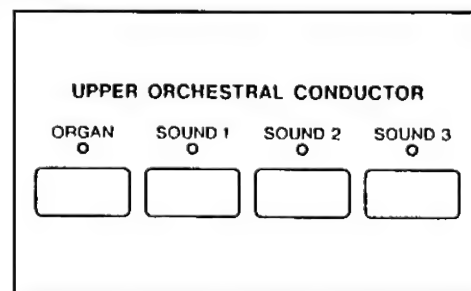 UPPER ORCHESTRAL CONDUCTOR
ORGAN SOUND 1 SOUND 2 SOUND 3